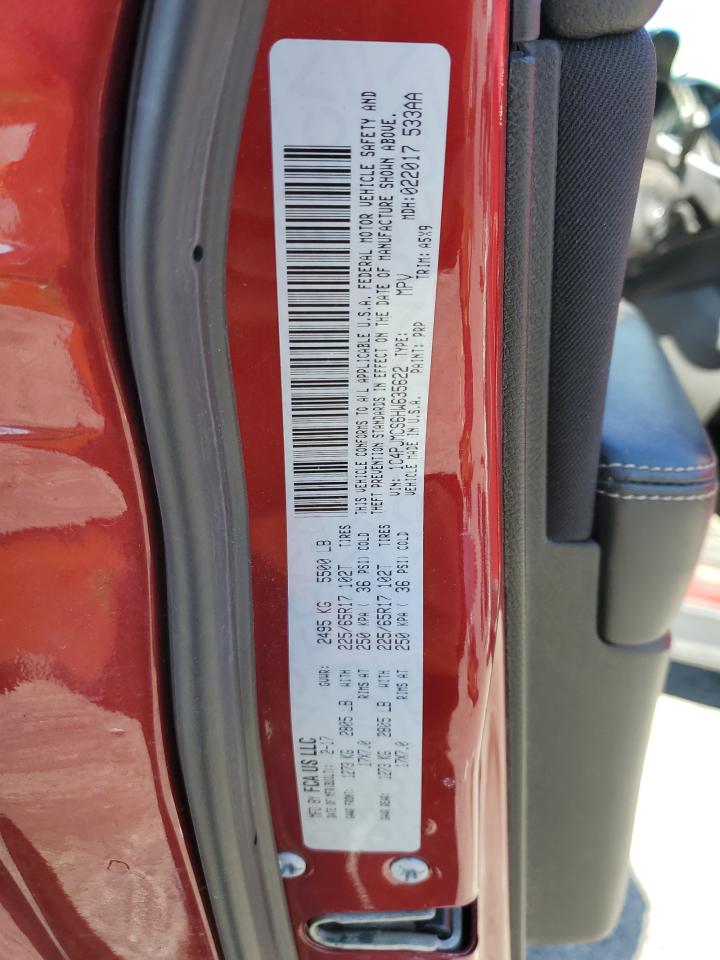 MFD BY FCA US LLC
DATE OF MFR(BUILT): 2-17 GVWR: 2495 KG 5500 LB
GAWR FRONT: 1273 KG 2805 LB WITH 225/65R17 102T TIRES
17X7.0 RIMS AT 250 KPA ( 36 PSI) COLD
GAWR REAR: 1273 KG 2805 LB WITH 225/65R17 102T TIRES
17X7.0 RIMS AT 250 KPA ( 36 PSI) COLD
THIS VEHICLE CONFORMS TO ALL APPLICABLE U.S.A. FEDERAL MOTOR VEHICLE SAFETY AND
THEFT PREVENTION STANDARDS IN EFFECT ON THE DATE OF MANUFACTURE SHOWN ABOVE.
VIN: 1C4PJMCS6HW635622 TYPE: MPV MDH:022017 533AA
VEHICLE MADE IN U.S.A. PAINT: PRP TRIM: A5X9